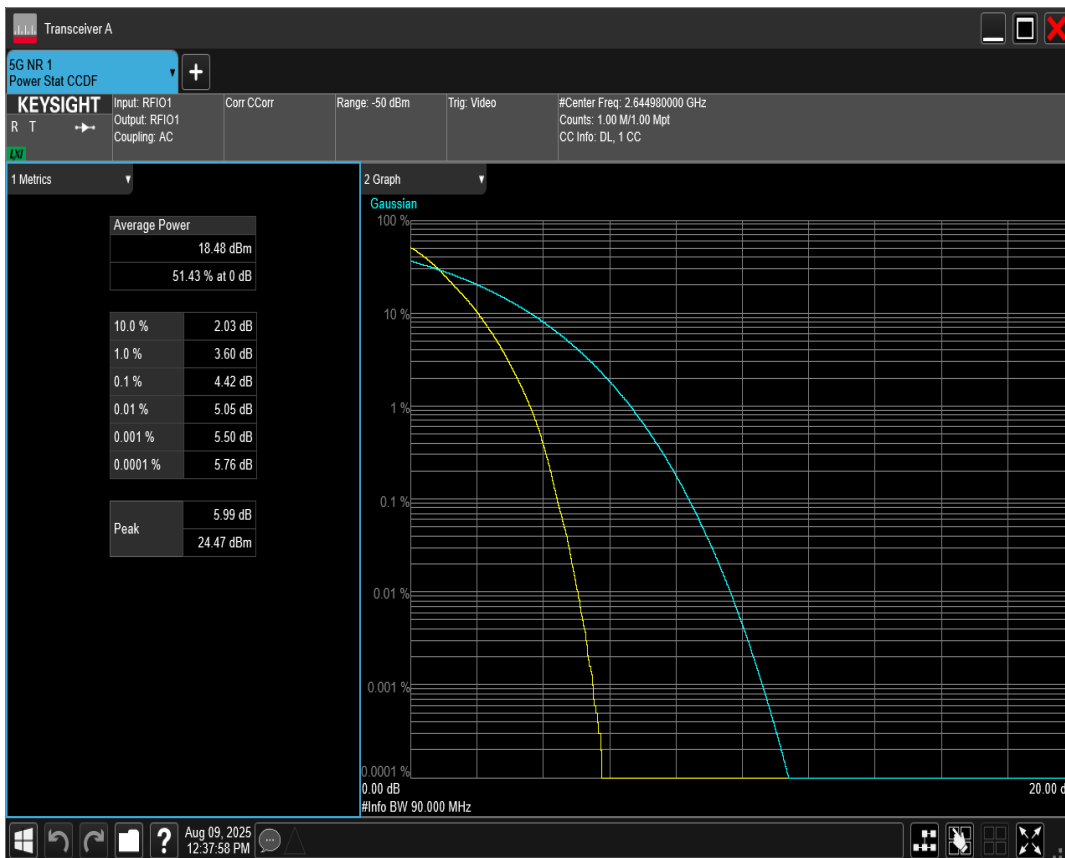 Transceiver A
5G NR 1
Power Stat CCDF
+
KEYSIGHT
R T
LXI
Input: RFIO1
Output: RFIO1
Coupling: AC
Corr CCorr
Range: -50 dBm
Trig: Video
#Center Freq: 2.644980000 GHz
Counts: 1.00 M/1.00 Mpt
CC Info: DL, 1 CC
1 Metrics
Average Power
18.48 dBm
51.43 % at 0 dB
10.0 % 2.03 dB
1.0 % 3.60 dB
0.1 % 4.42 dB
0.01 % 5.05 dB
0.001 % 5.50 dB
0.0001 % 5.76 dB
Peak
5.99 dB
24.47 dBm
2 Graph
Gaussian
100 %
10 %
1 %
0.1 %
0.01 %
0.001 %
0.0001 %
0.00 dB 20.00 d
#Info BW 90.000 MHz
?
Aug 09, 2025
12:37:58 PM